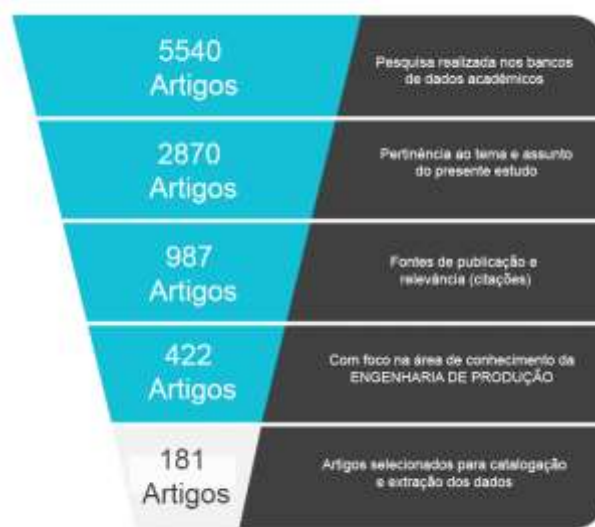 5540
Artigos
Pesquisa realizada nos bancos
de dados acadêmicos
2870
Artigos
Pertinência ao tema e assunto
do presente estudo
987
Artigos
Fontes de publicação e
relevância (citações)
422
Artigos
Com foco na área de conhecimento da
ENGENHARIA DE PRODUÇÃO
181
Artigos
Artigos selecionados para catalogação
e extração dos dados